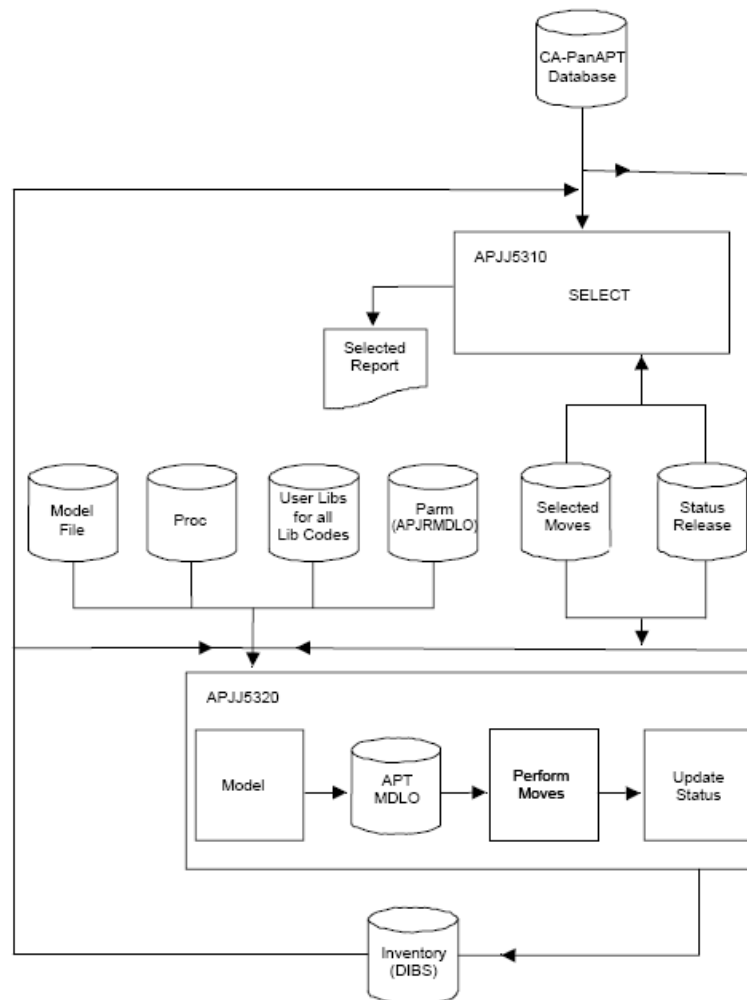 CA-PanAPT
Database
APJJ5310
SELECT
Selected
Report
Model
File
Proc
User Libs
for all
Lib Codes
Parm
(APJRMDLO)
Selected
Moves
Status
Release
APJJ5320
Model
APT
MDLO
Perform
Moves
Update
Status
Inventory
(DIBS)